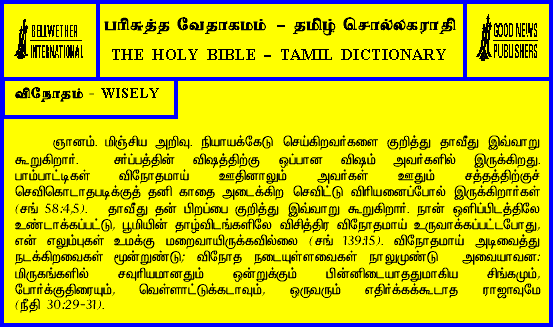 BELLWETHER
INTERNATIONAL
பரிசுத்த வேதாகமம் – தமிழ் சொல்லகராதி
THE HOLY BIBLE – TAMIL DICTIONARY
GOOD NEWS
PUBLISHERS
விநோதம் - WISELY
ஞானம். மிஞ்சிய அறிவு. நியாயக்கேடு செய்கிறவர்களை குறித்து தாவீது இவ்வாறு
கூறுகிறார். சர்ப்பத்தின் விஷத்திற்கு ஒப்பான விஷம் அவர்களில் இருக்கிறது.
பாம்பாட்டிகள் விநோதமாய் ஊதினாலும் அவர்கள் ஊதும் சத்தத்திற்குச்
செவிகொடாதபடிக்குத் தனி காதை அடைக்கிற செவிட்டு விரியனைப்போல் இருக்கிறார்கள்
(சங் 58:4,5). தாவீது தன் பிறப்பை குறித்து இவ்வாறு கூறுகிறார். நான் ஒளிப்பிடத்திலே
உண்டாக்கப்பட்டு, பூமியின் தாழ்விடங்களிலே விசித்திர விநோதமாய் உருவாக்கப்பட்டபோது,
என் எலும்புகள் உமக்கு மறைவாயிருக்கவில்லை (சங் 139:15). விநோதமாய் அடிவைத்து
நடக்கிறவைகள் மூன்றுண்டு; விநோத நடையுள்ளவைகள் நாலுமுண்டு அவையாவன:
மிருகங்களில் சவுரியமானதும் ஒன்றுக்கும் பின்னிடையாததுமாகிய சிங்கமும்,
போர்க்குதிரையும், வெள்ளாட்டுக்கடாவும், ஒருவரும் எதிர்க்கக்கூடாத ராஜாவுமே
(நீதி 30:29-31).